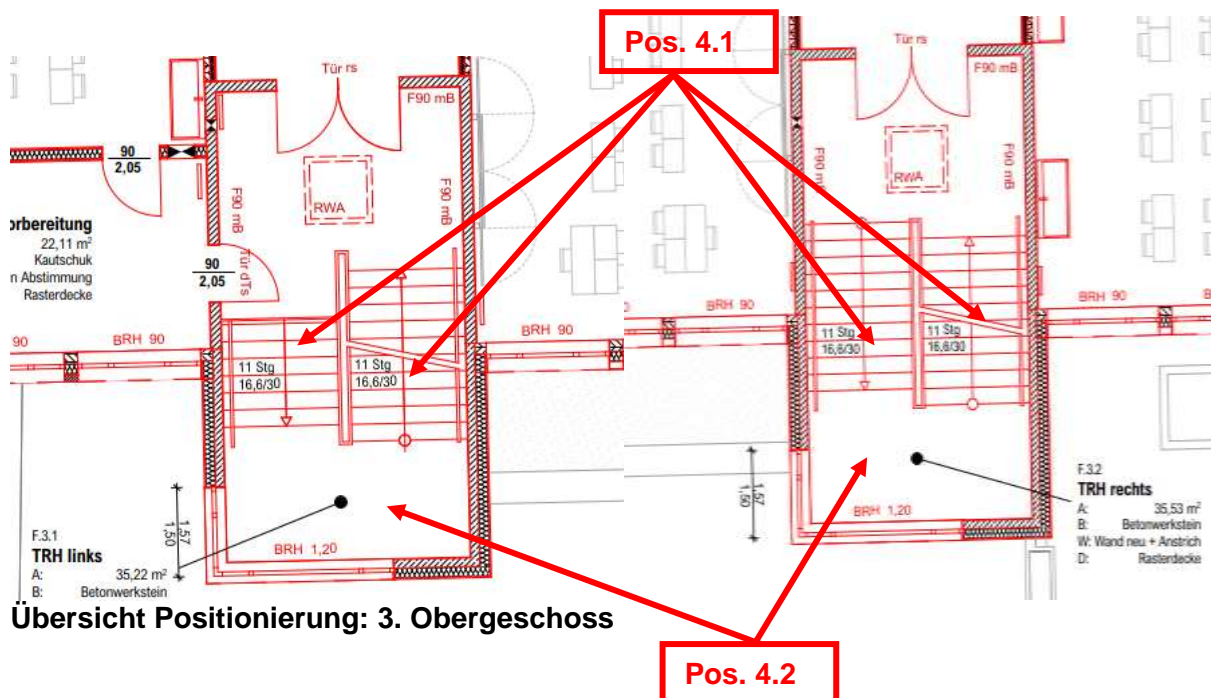 Pos. 4.1
Tür rs
F90 mB
90
2,05
RWA
F90 mB
F90 mB
orbereitung
22,11 m²
Kautschuk
n Abstimmung
Rasterdecke
90
2,05
Tür dTs
90
BRH 90
BRH 90
11 Stg
16,6/30
11 Stg
16,6/30
1,57
1,50
BRH 1,20
F.3.1
TRH links
A: 35,22 m²
B: Betonwerkstein
Tür rs
F90 mB
RWA
F90 mB
F90 mB
BRH 90
BRH 90
11 Stg
16,6/30
11 Stg
16,6/30
1,57
1,50
BRH 1,20
F.3.2
TRH rechts
A: 35,53 m²
B: Betonwerkstein
W: Wand neu + Anstrich
D: Rasterdecke
Übersicht Positionierung: 3. Obergeschoss
Pos. 4.2